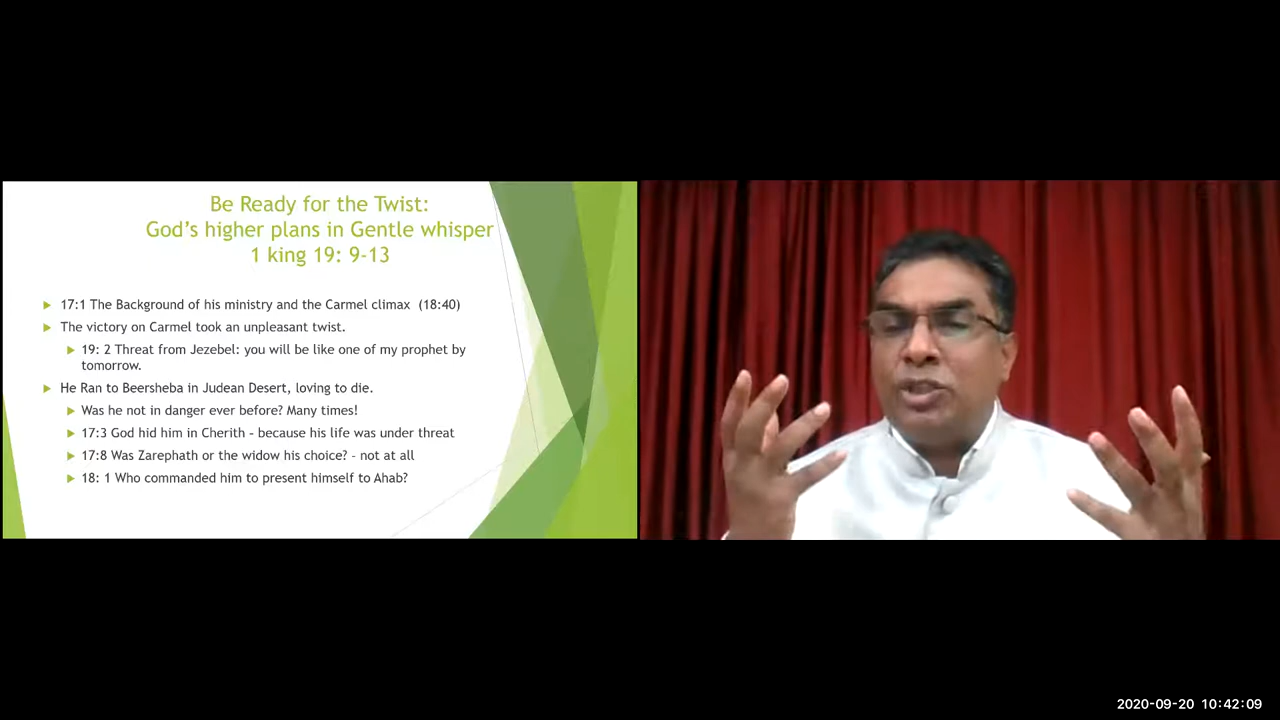 Be Ready for the Twist:
God's higher plans in Gentle whisper
1 king 19: 9-13
17:1 The Background of his ministry and the Carmel climax (18:40)
The victory on Carmel took an unpleasant twist.
19: 2 Threat from Jezebel: you will be like one of my prophet by
tomorrow.
He Ran to Beersheba in Judean Desert, loving to die.
Was he not in danger ever before? Many times!
17:3 God hid him in Cherith – because his life was under threat
17:8 Was Zarephath or the widow his choice? - not at all
18: 1 Who commanded him to present himself to Ahab?
2020-09-20 10:42:09